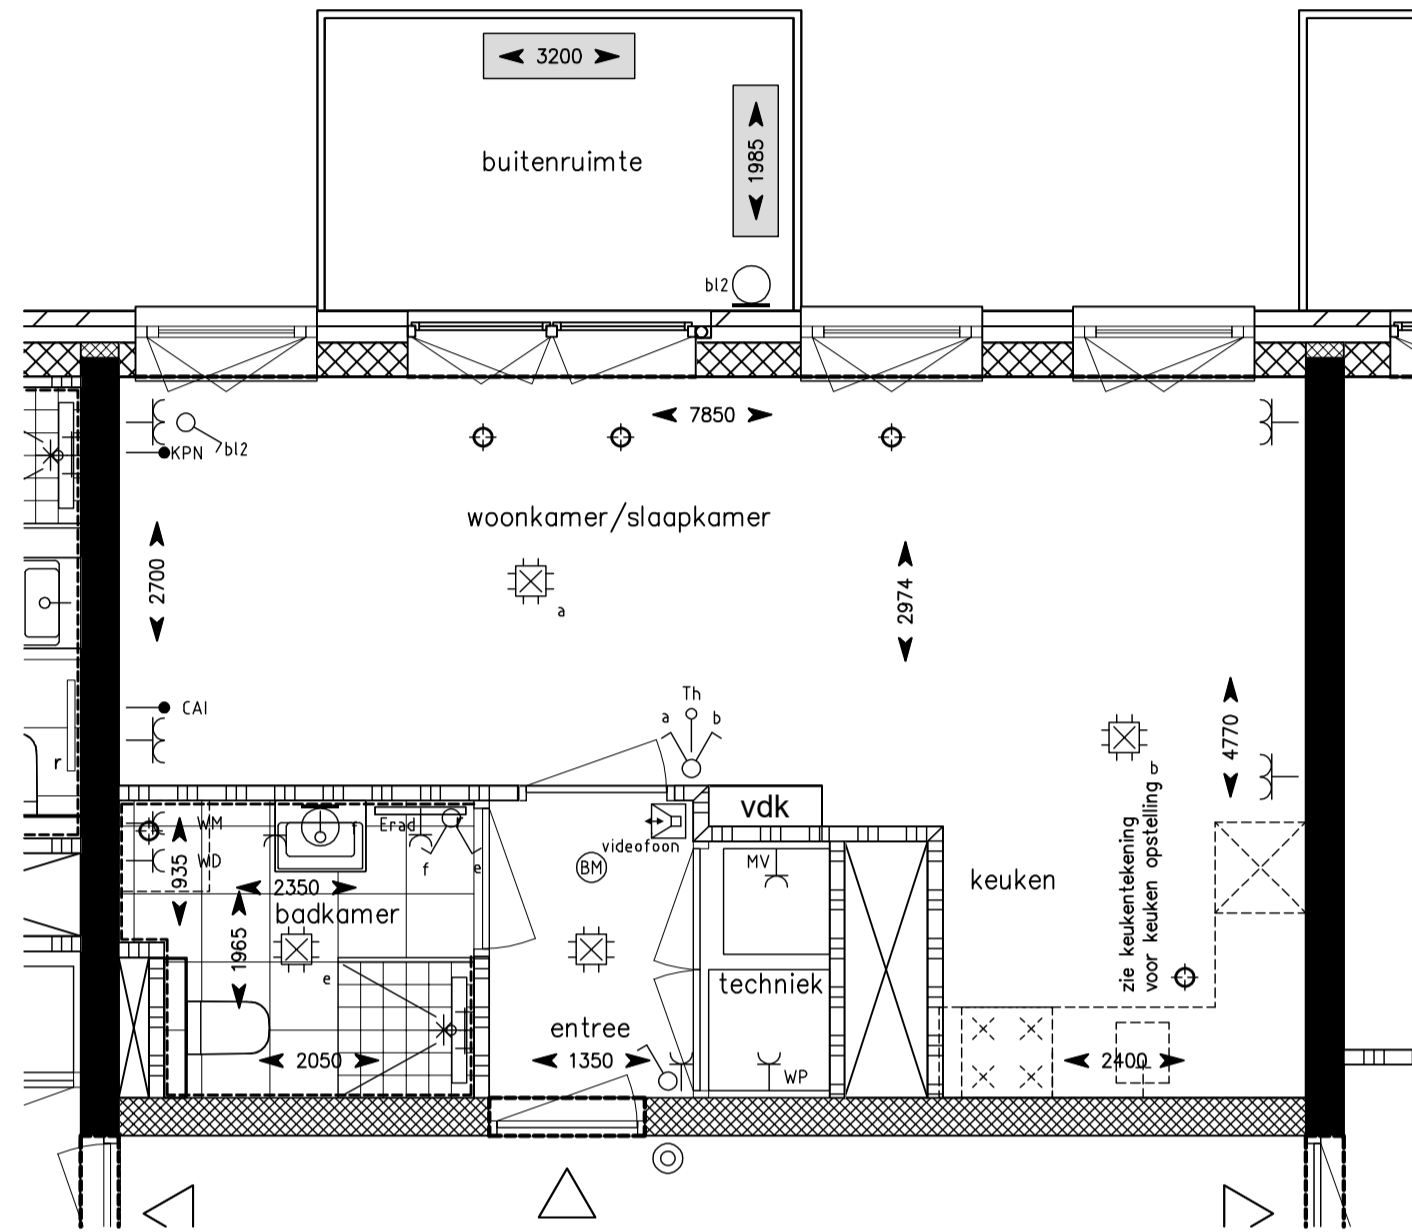 3200
1985
buitenruimte
bl2
7850
bl2
KPN
woonkamer/slaapkamer
2700
2974
a
CAI
Th
a b
4770
b
r
vdk
WM
Erad
r
r
videofoon
WD
f
e
MV
BM
935
2350
keuken
zie keukentekening
voor keuken opstelling
badkamer
1965
e
techniek
entree
2050
1350
WP
2400